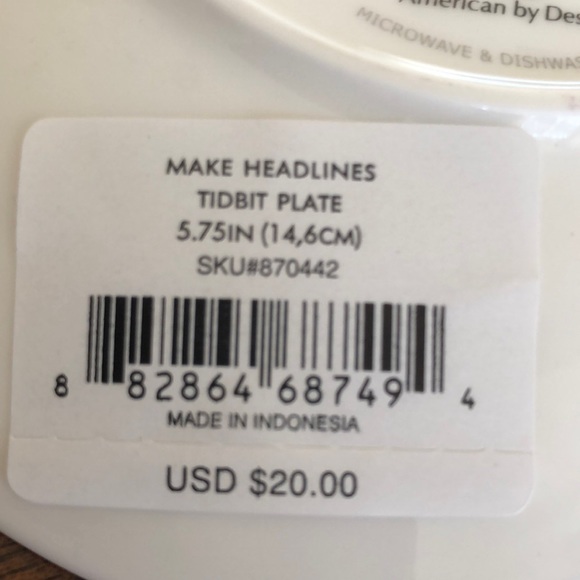 American by Des
MICROWAVE & DISHWAS
MAKE HEADLINES
TIDBIT PLATE
5.75IN (14,6CM)
SKU#870442
8 82864 68749 4
MADE IN INDONESIA
USD $20.00